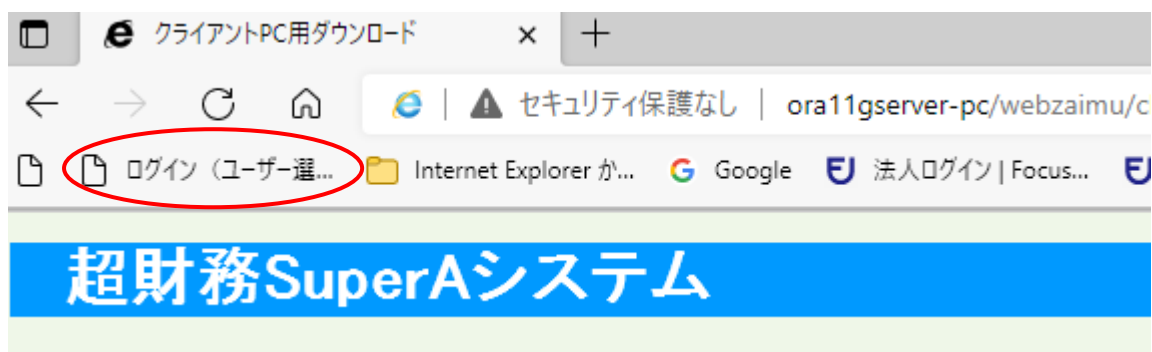 クライアントPC用ダウンロード
セキュリティ保護なし | ora11gserver-pc/webzaimu/c
ログイン（ユーザー選... Internet Explorer か... Google 法人ログイン | Focus...
超財務SuperAシステム